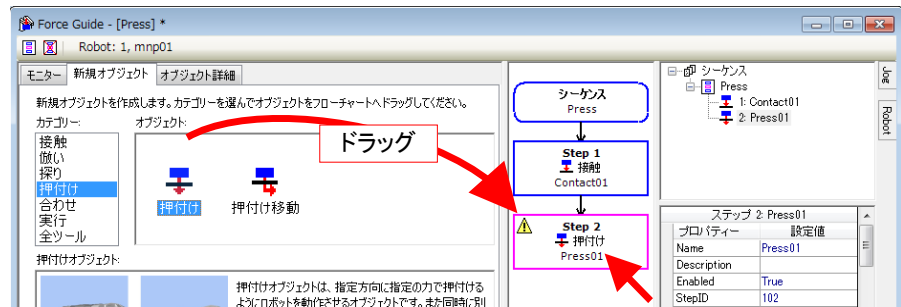 Force Guide - [Press] *
Robot: 1, mnp01
モニター 新規オブジェクト オブジェクト詳細
新規オブジェクトを作成します。カテゴリーを選んでオブジェクトをフローチャートへドラッグしてください。
カテゴリー:
接触
倣い
探り
押付け
合わせ
実行
全ツール
オブジェクト:
押付け 押付け移動
ドラッグ
押付けオブジェクト:
押付けオブジェクトは、指定方向に指定の力で押付ける
ようにロボットを動作させるオブジェクトです。また同時に別
シーケンス
Press
Step 1
接触
Contact01
Step 2
押付け
Press01
シーケンス
Press
1: Contact01
2: Press01
Jog
Robot
ステップ 2: Press01
プロパティー 設定値
Name Press01
Description
Enabled True
StepID 102